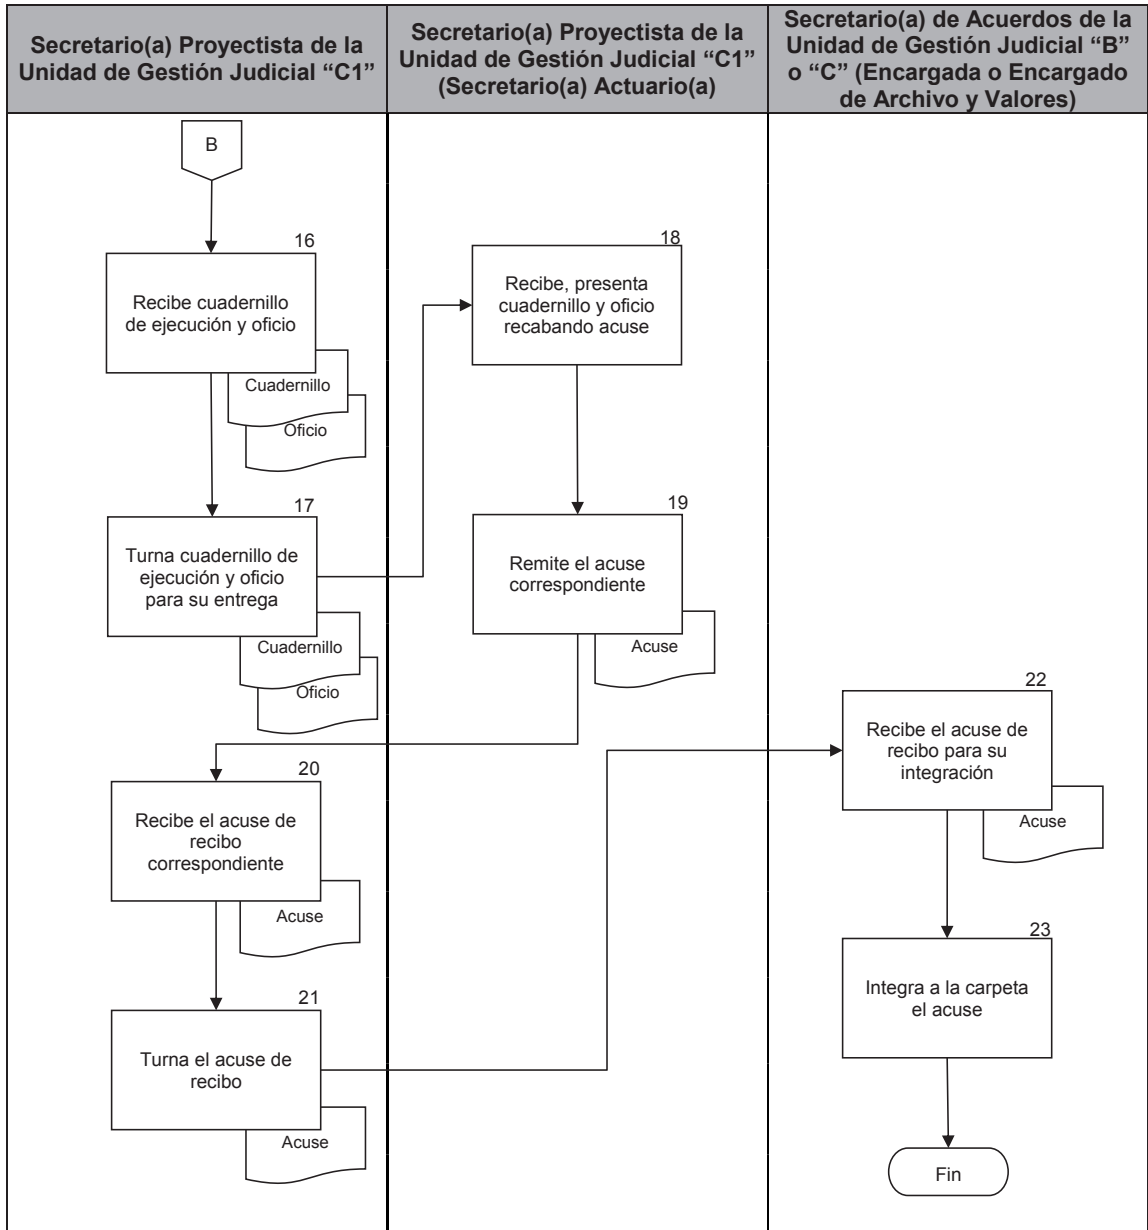 Secretario(a) Proyectista de la
Unidad de Gestión Judicial “C1”
Secretario(a) Proyectista de la
Unidad de Gestión Judicial “C1”
(Secretario(a) Actuario(a)
Secretario(a) de Acuerdos de la
Unidad de Gestión Judicial “B”
o “C” (Encargada o Encargado
de Archivo y Valores)
B
16
Recibe cuadernillo
de ejecución y oficio
Cuadernillo
Oficio
17
Turna cuadernillo de
ejecución y oficio
para su entrega
Cuadernillo
Oficio
18
Recibe, presenta
cuadernillo y oficio
recabando acuse
19
Remite el acuse
correspondiente
Acuse
20
Recibe el acuse de
recibo
correspondiente
Acuse
21
Turna el acuse de
recibo
Acuse
22
Recibe el acuse de
recibo para su
integración
Acuse
23
Integra a la carpeta
el acuse
Fin